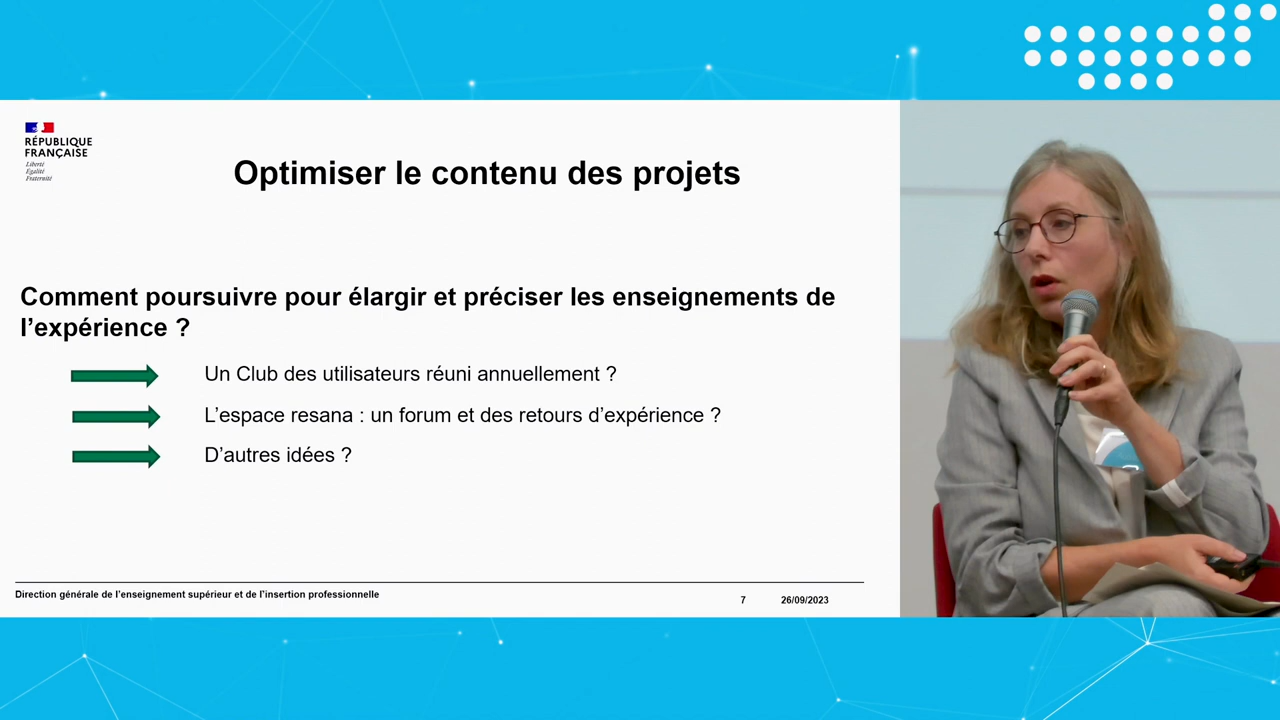 RÉPUBLIQUE
FRANÇAISE
Liberté
Égalité
Fraternité
Optimiser le contenu des projets
Comment poursuivre pour élargir et préciser les enseignements de
l’expérience ?
Un Club des utilisateurs réuni annuellement ?
L’espace resana : un forum et des retours d’expérience ?
D’autres idées ?
Direction générale de l’enseignement supérieur et de l’insertion professionnelle
7 26/09/2023